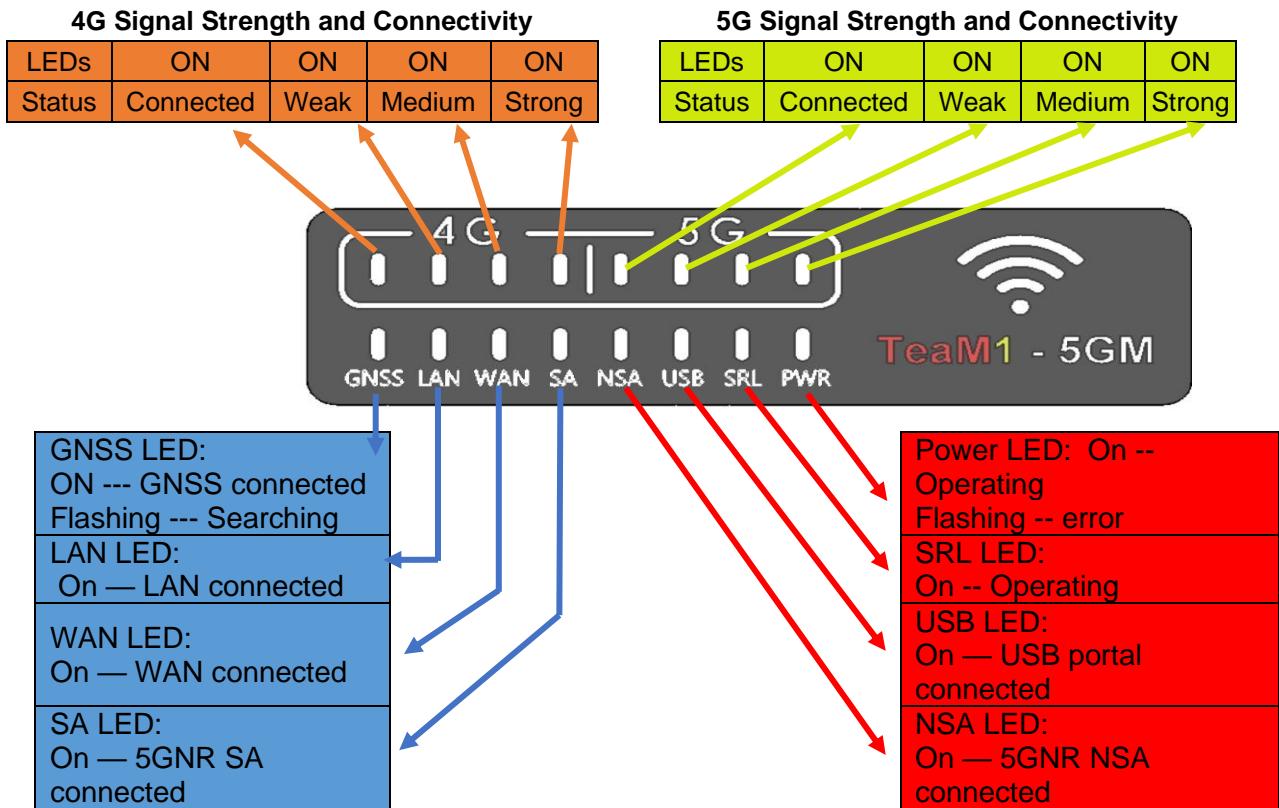 4G Signal Strength and Connectivity
5G Signal Strength and Connectivity
LEDs ON ON ON ON
Status Connected Weak Medium Strong
LEDs ON ON ON ON
Status Connected Weak Medium Strong
4G 5G
GNSS LAN WAN SA NSA USB SRL PWR
TeaM1 - 5GM
GNSS LED:
ON --- GNSS connected
Flashing --- Searching
LAN LED:
On — LAN connected
WAN LED:
On — WAN connected
SA LED:
On — 5GNR SA
connected
Power LED: On --
Operating
Flashing -- error
SRL LED:
On -- Operating
USB LED:
On — USB portal
connected
NSA LED:
On — 5GNR NSA
connected